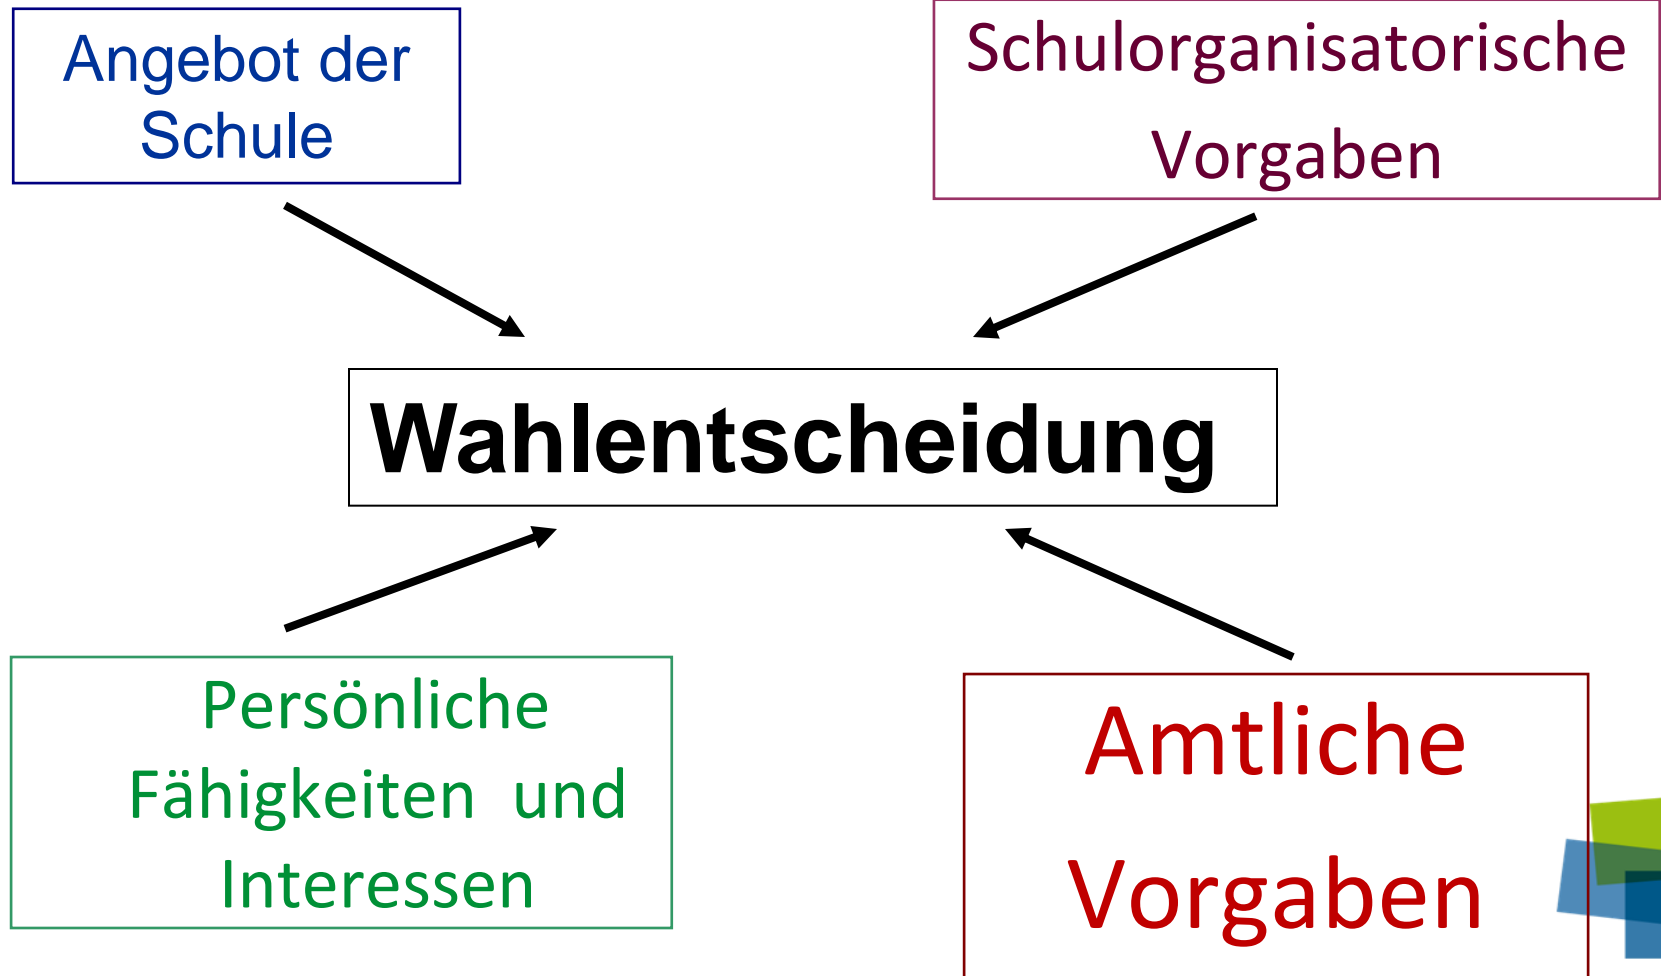 Angebot der
Schule
Schulorganisatorische
Vorgaben
Wahlentscheidung
Persönliche
Fähigkeiten und
Interessen
Amtliche
Vorgaben